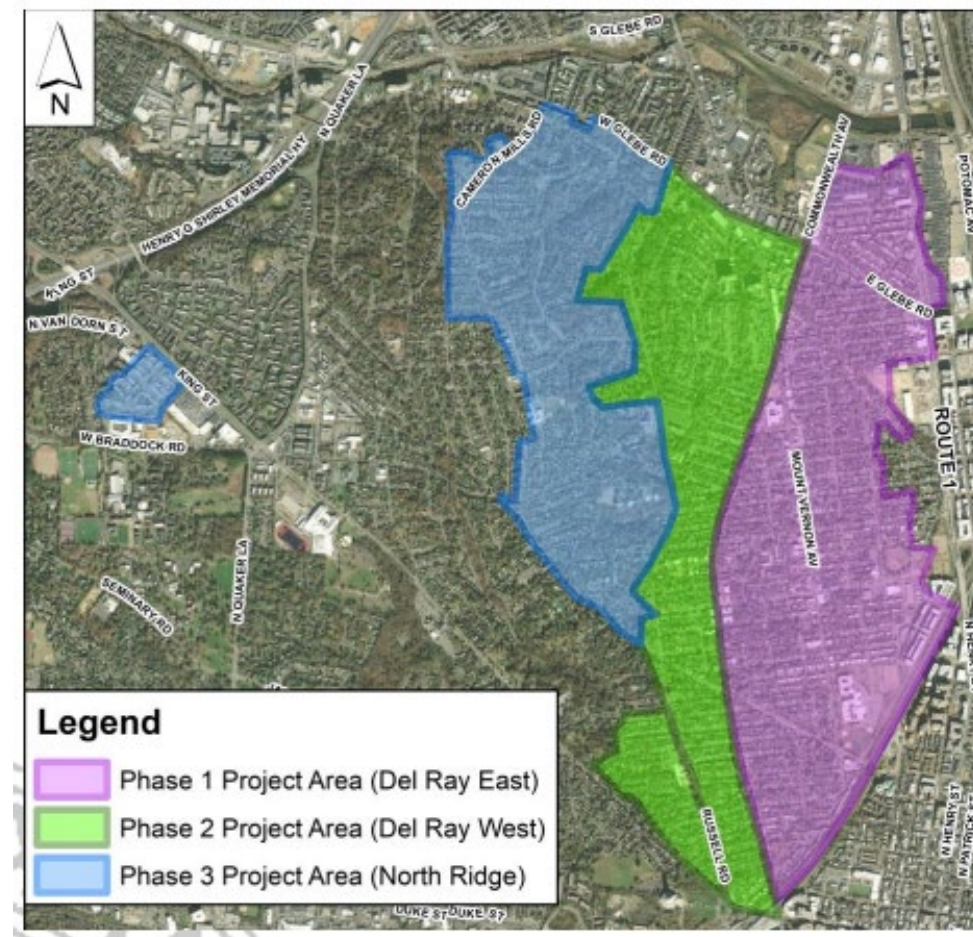 N
S GLEBE RD
N QUAKER LA
HENRY G SHIRLEY MEMORIAL HY
CAMERON MILLS RD
W GLEBE RD
COMMONWEALTH AV
POTOMAC AV
KING ST
N VAN DORN ST
E GLEBE RD
KING ST
W BRADDOCK RD
ROUTE 1
MOUNT VERNON AV
N QUAKER LA
SEMINARY RD
RUSSELL RD
N HENRY ST
N PATRICK
DUKE ST
DUKE ST
Legend
Phase 1 Project Area (Del Ray East)
Phase 2 Project Area (Del Ray West)
Phase 3 Project Area (North Ridge)